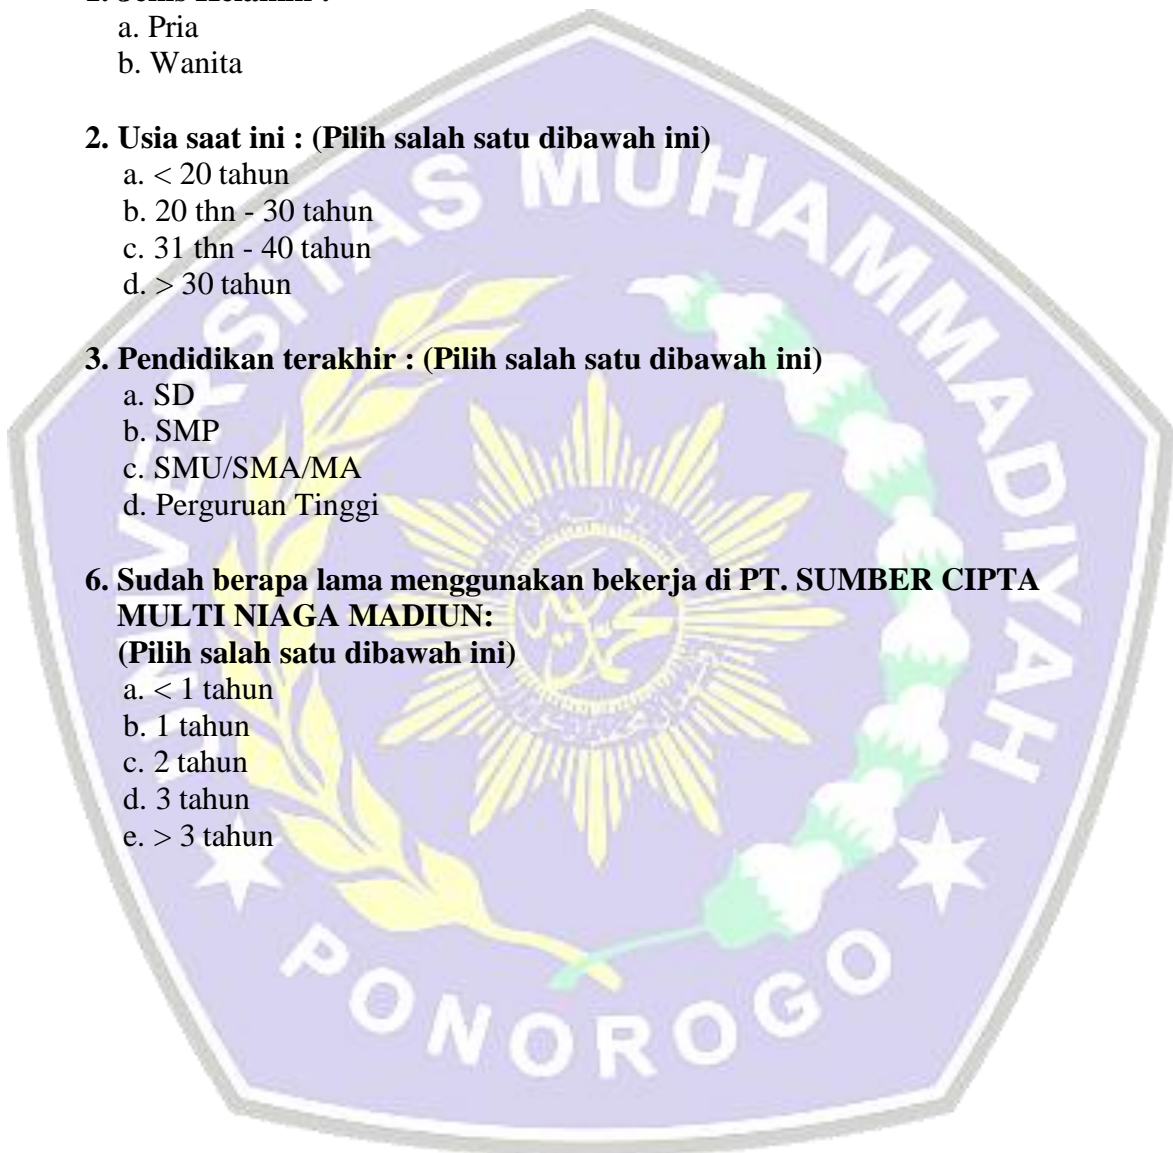 a. Pria
b. Wanita
2. Usia saat ini : (Pilih salah satu dibawah ini)
a. < 20 tahun
b. 20 thn - 30 tahun
c. 31 thn - 40 tahun
d. > 30 tahun
3. Pendidikan terakhir : (Pilih salah satu dibawah ini)
a. SD
b. SMP
c. SMU/SMA/MA
d. Perguruan Tinggi
6. Sudah berapa lama menggunakan bekerja di PT. SUMBER CIPTA
MULTI NIAGA MADIUN:
(Pilih salah satu dibawah ini)
a. < 1 tahun
b. 1 tahun
c. 2 tahun
d. 3 tahun
e. > 3 tahun
UNIVERSITAS MUHAMMADIYAH
PONOROGO